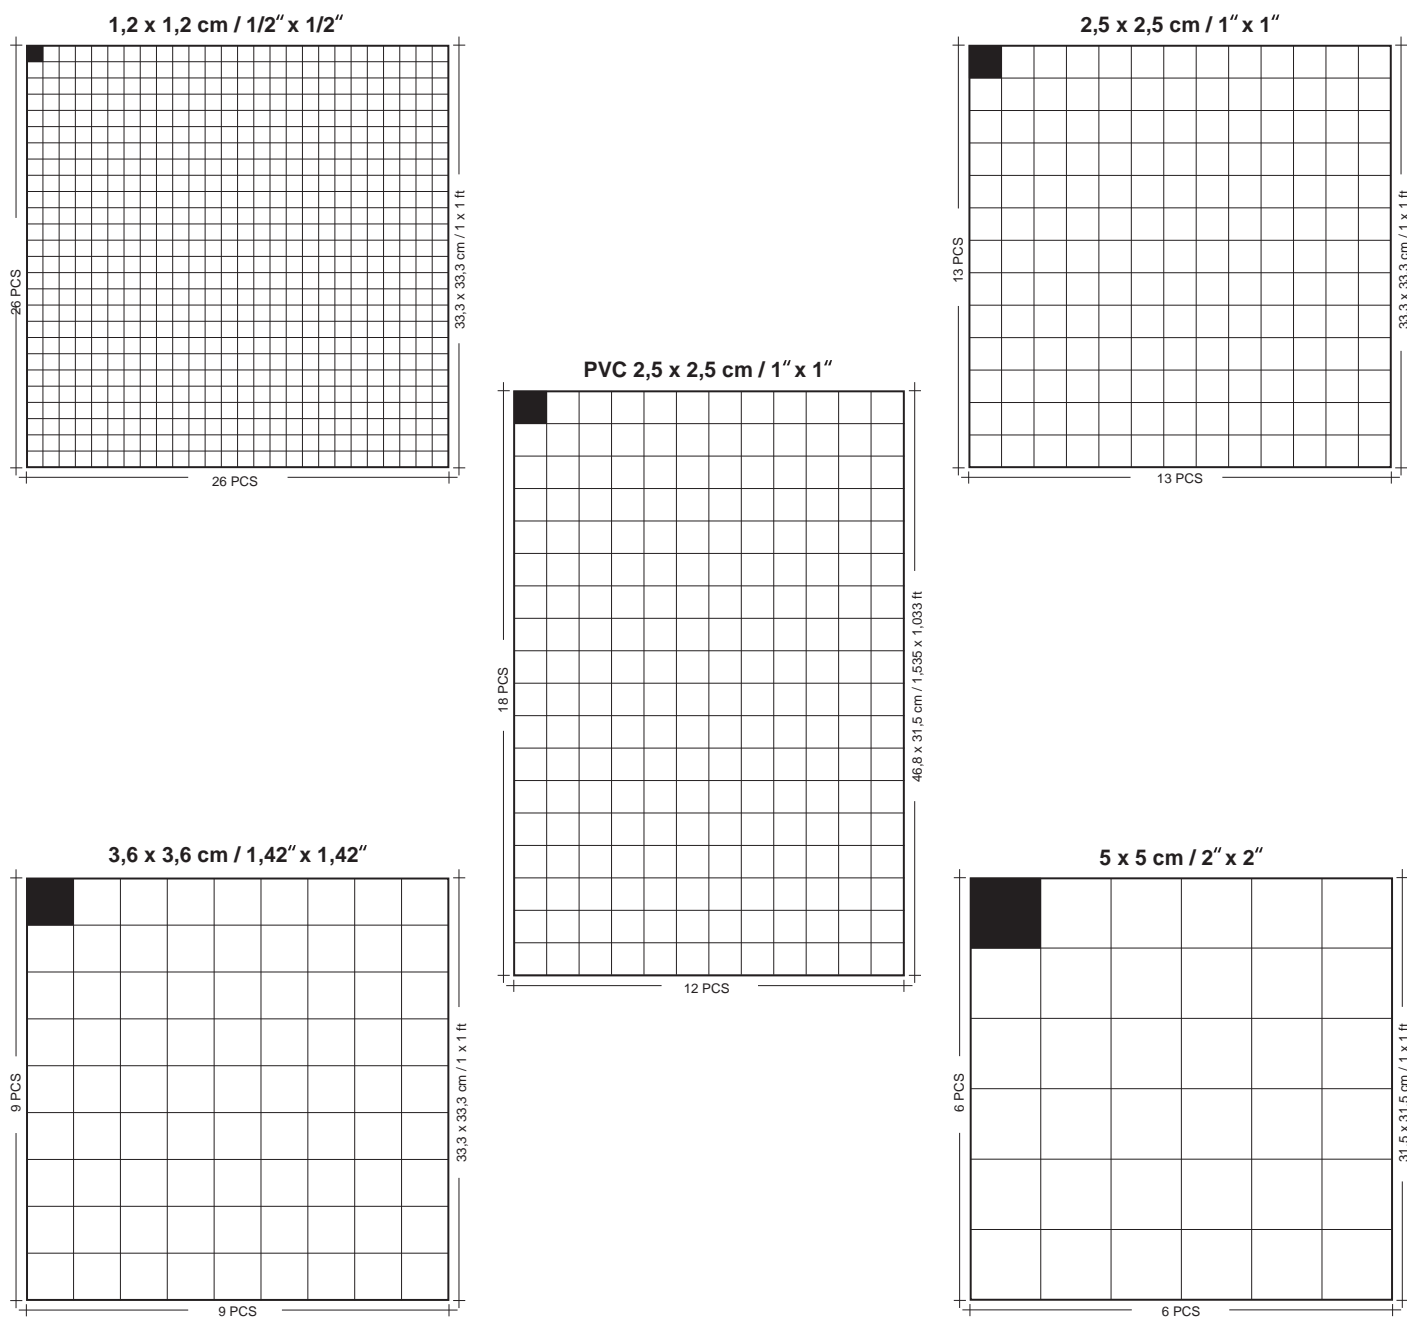 1,2 x 1,2 cm / 1/2“ x 1/2“
26 PCS
33,3 x 33,3 cm / 1 x 1 ft
26 PCS
2,5 x 2,5 cm / 1“ x 1“
13 PCS
33,3 x 33,3 cm / 1 x 1 ft
13 PCS
PVC 2,5 x 2,5 cm / 1“ x 1“
18 PCS
46,8 x 31,5 cm / 1,535 x 1,033 ft
12 PCS
3,6 x 3,6 cm / 1,42“ x 1,42“
9 PCS
33,3 x 33,3 cm / 1 x 1 ft
9 PCS
5 x 5 cm / 2“ x 2“
6 PCS
31,5 x 31,5 cm / 1 x 1 ft
6 PCS